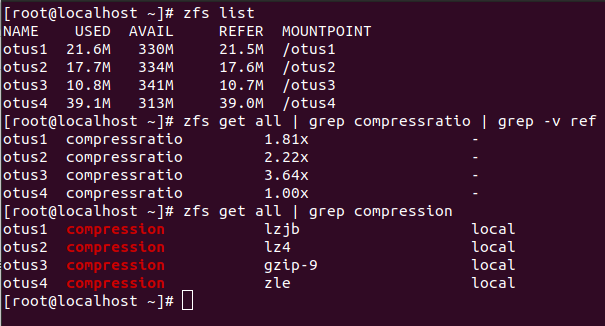 [root@localhost ~]# zfs list
NAME    USED  AVAIL     REFER  MOUNTPOINT
otus1  21.6M   330M     21.5M  /otus1
otus2  17.7M   334M     17.6M  /otus2
otus3  10.8M   341M     10.7M  /otus3
otus4  39.1M   313M     39.0M  /otus4
[root@localhost ~]# zfs get all | grep compressratio | grep -v ref
otus1  compressratio         1.81x                  -
otus2  compressratio         2.22x                  -
otus3  compressratio         3.64x                  -
otus4  compressratio         1.00x                  -
[root@localhost ~]# zfs get all | grep compression
otus1  compression           lzjb                   local
otus2  compression           lz4                    local
otus3  compression           gzip-9                 local
otus4  compression           zle                    local
[root@localhost ~]#